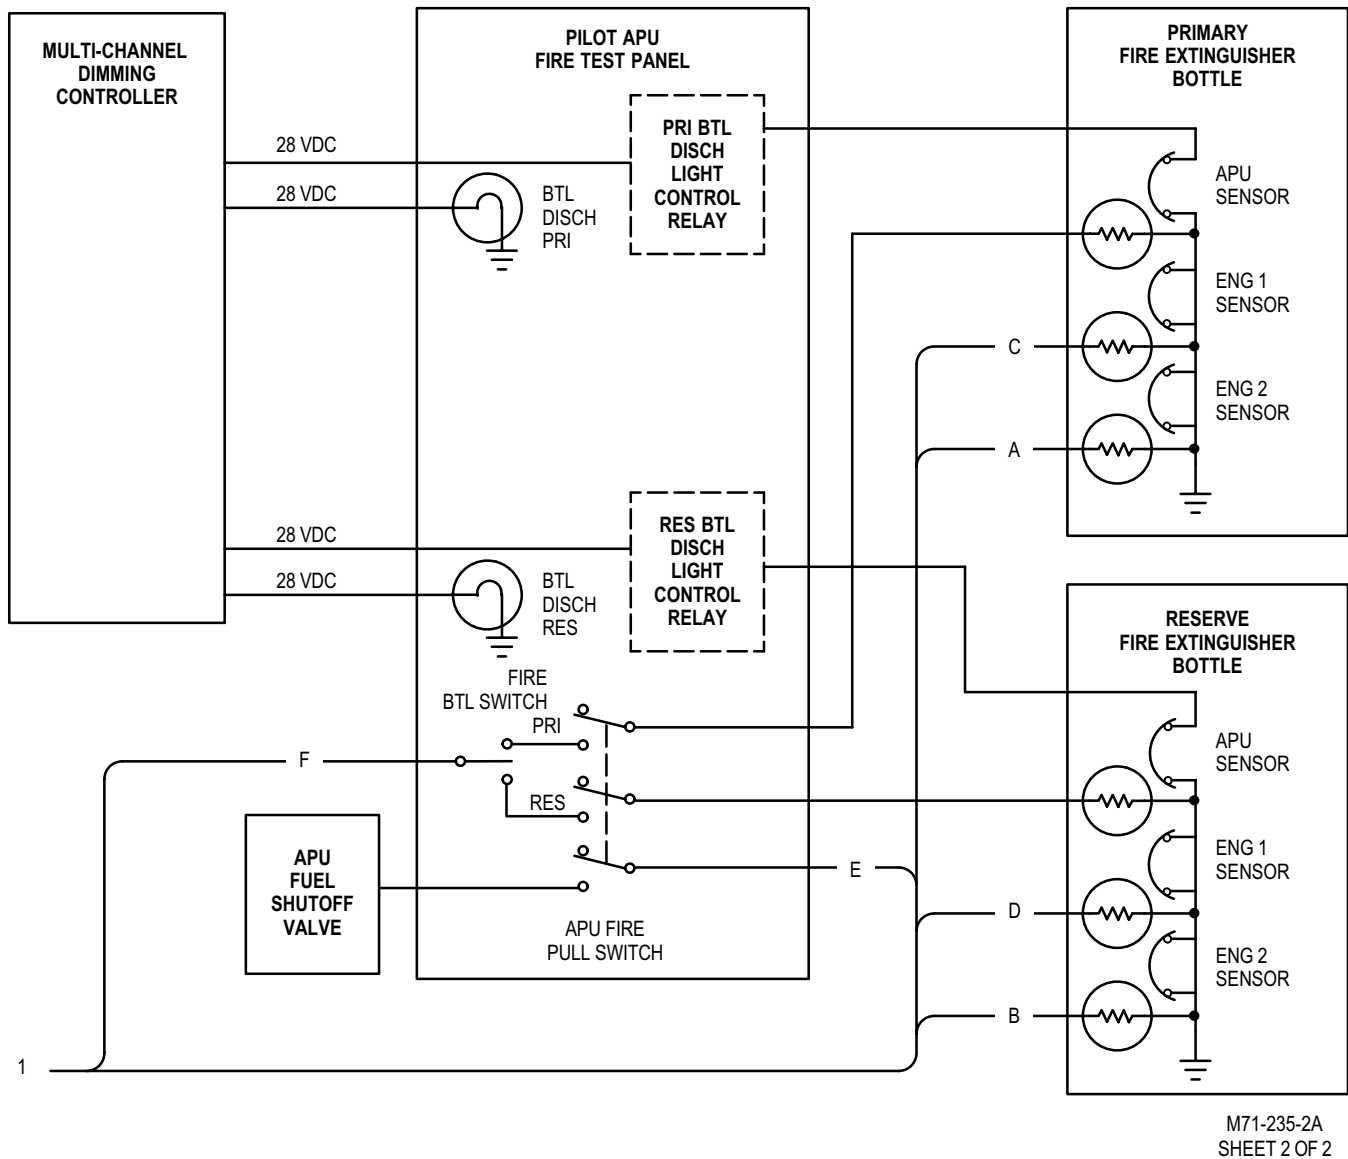 MULTI-CHANNEL
DIMMING
CONTROLLER
PILOT APU
FIRE TEST PANEL
PRIMARY
FIRE EXTINGUISHER
BOTTLE
28 VDC
28 VDC
BTL
DISCH
PRI
PRI BTL
DISCH
LIGHT
CONTROL
RELAY
APU
SENSOR
ENG 1
SENSOR
C
ENG 2
SENSOR
A
28 VDC
28 VDC
BTL
DISCH
RES
RES BTL
DISCH
LIGHT
CONTROL
RELAY
RESERVE
FIRE EXTINGUISHER
BOTTLE
FIRE
BTL SWITCH
PRI
F
RES
APU
SENSOR
APU
FUEL
SHUTOFF
VALVE
E
ENG 1
SENSOR
D
APU FIRE
PULL SWITCH
ENG 2
SENSOR
B
1
M71-235-2A
SHEET 2 OF 2